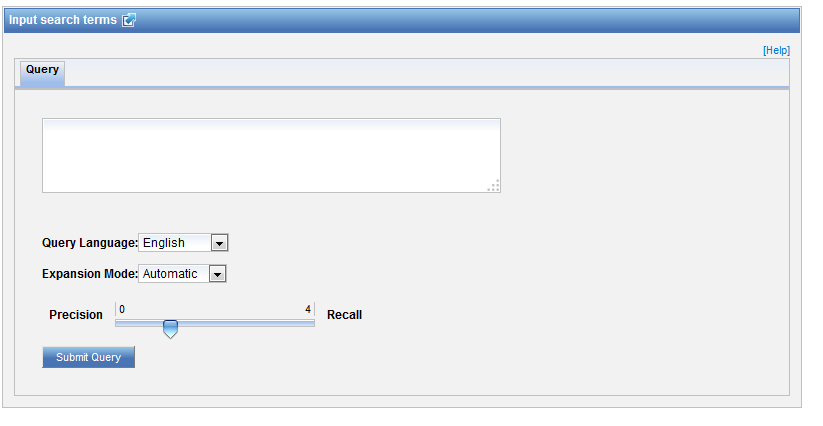 Input search terms
[Help]
Query
Query Language: English
Expansion Mode: Automatic
0 4
Precision Recall
Submit Query